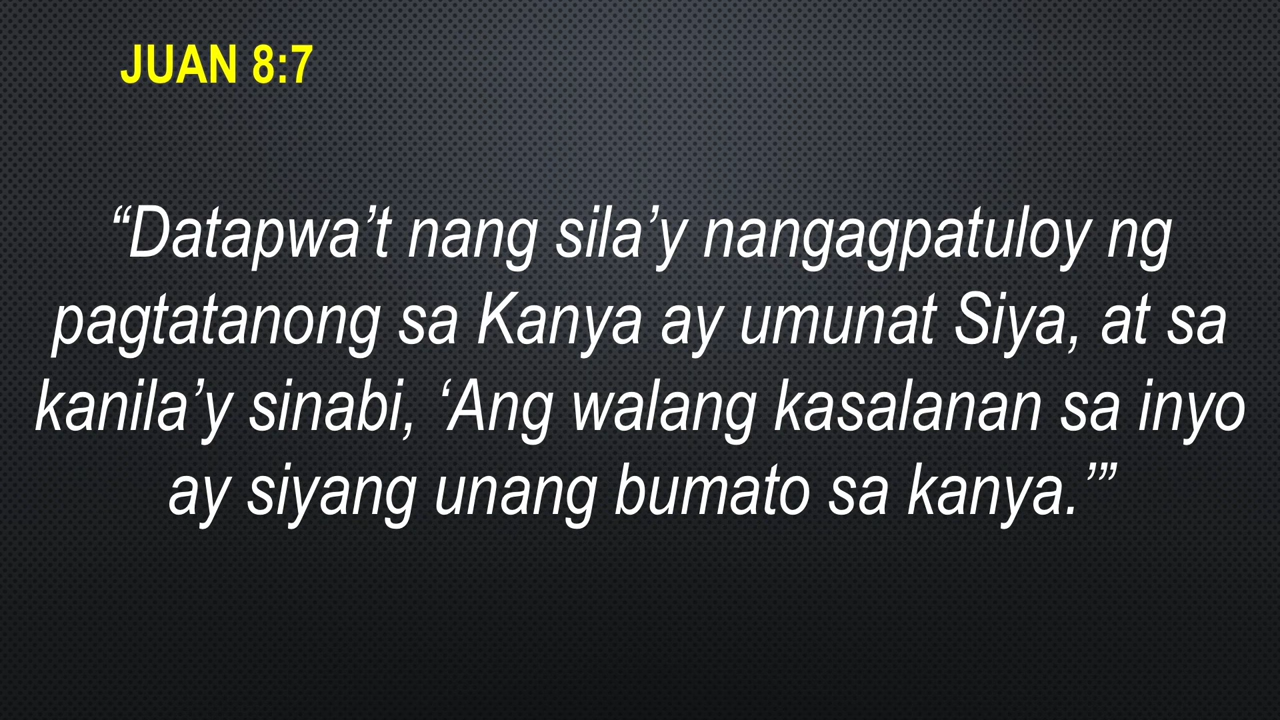 JUAN 8:7
“Datapwa’t nang sila’y nangagpatuloy ng
pagtatanong sa Kanya ay umunat Siya, at sa
kanila’y sinabi, ‘Ang walang kasalanan sa inyo
ay siyang unang bumato sa kanya.’”